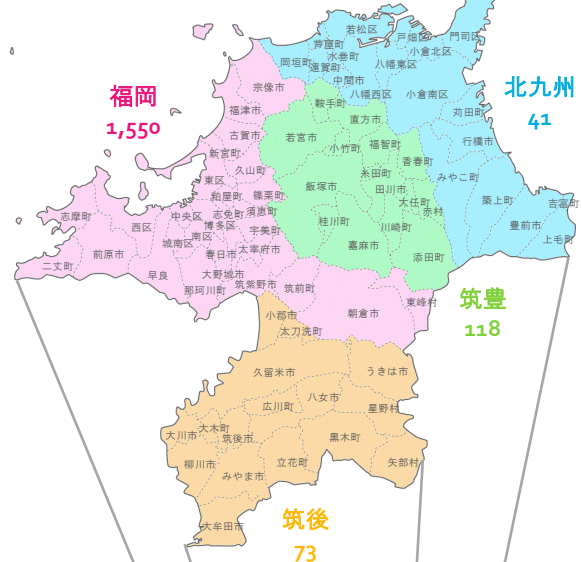 若松区
芦屋町
戸畑区
門司区
小倉北区
水巻町
岡垣町
遠賀町
八幡東区
中間市
宗像市
八幡西区
小倉南区
北九州
41
福岡
1,550
福津市
鞍手町
直方市
苅田町
古賀市
若宮市
福智町
行橋市
小竹町
新宮町
香春町
久山町
糸田町
みやこ町
東区
飯塚市
田川市
粕屋町
篠栗町
大任町
築上町
吉富町
志摩町
中央区
志免町
須恵町
赤村
西区
博多区
桂川町
川崎町
豊前市
宇美町
南区
上毛町
城南区
前原市
春日市
太宰府市
嘉麻市
添田町
二丈町
早良
大野城市
那珂川町
筑紫野市
筑前町
東峰村
筑豊
118
朝倉市
小郡市
太刀洗町
久留米市
うきは市
八女市
広川町
星野村
大木町
大川市
筑後市
黒木町
柳川市
立花町
矢部村
みやま市
大牟田市
筑後
73